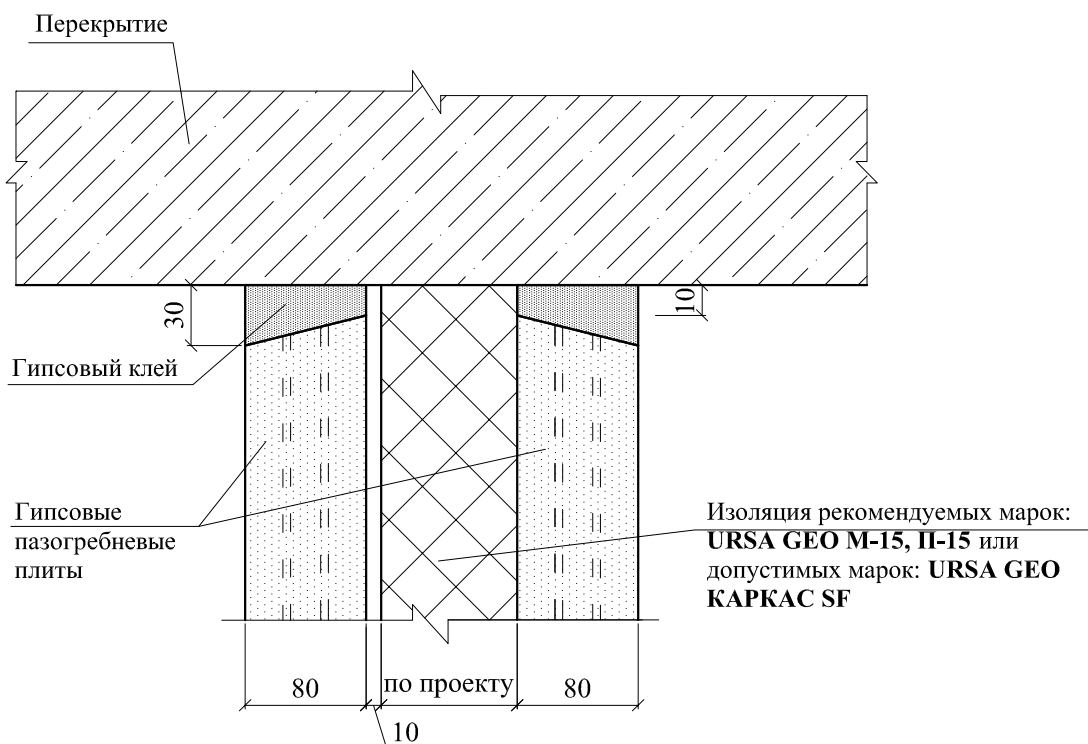 Перекрытие
30
10
Гипсовый клей
Гипсовые
пазогребневые
плиты
Изоляция рекомендуемых марок:
URSA GEO М-15, П-15 или
допустимых марок: URSA GEO
КАРКАС SF
80
по проекту
80
10